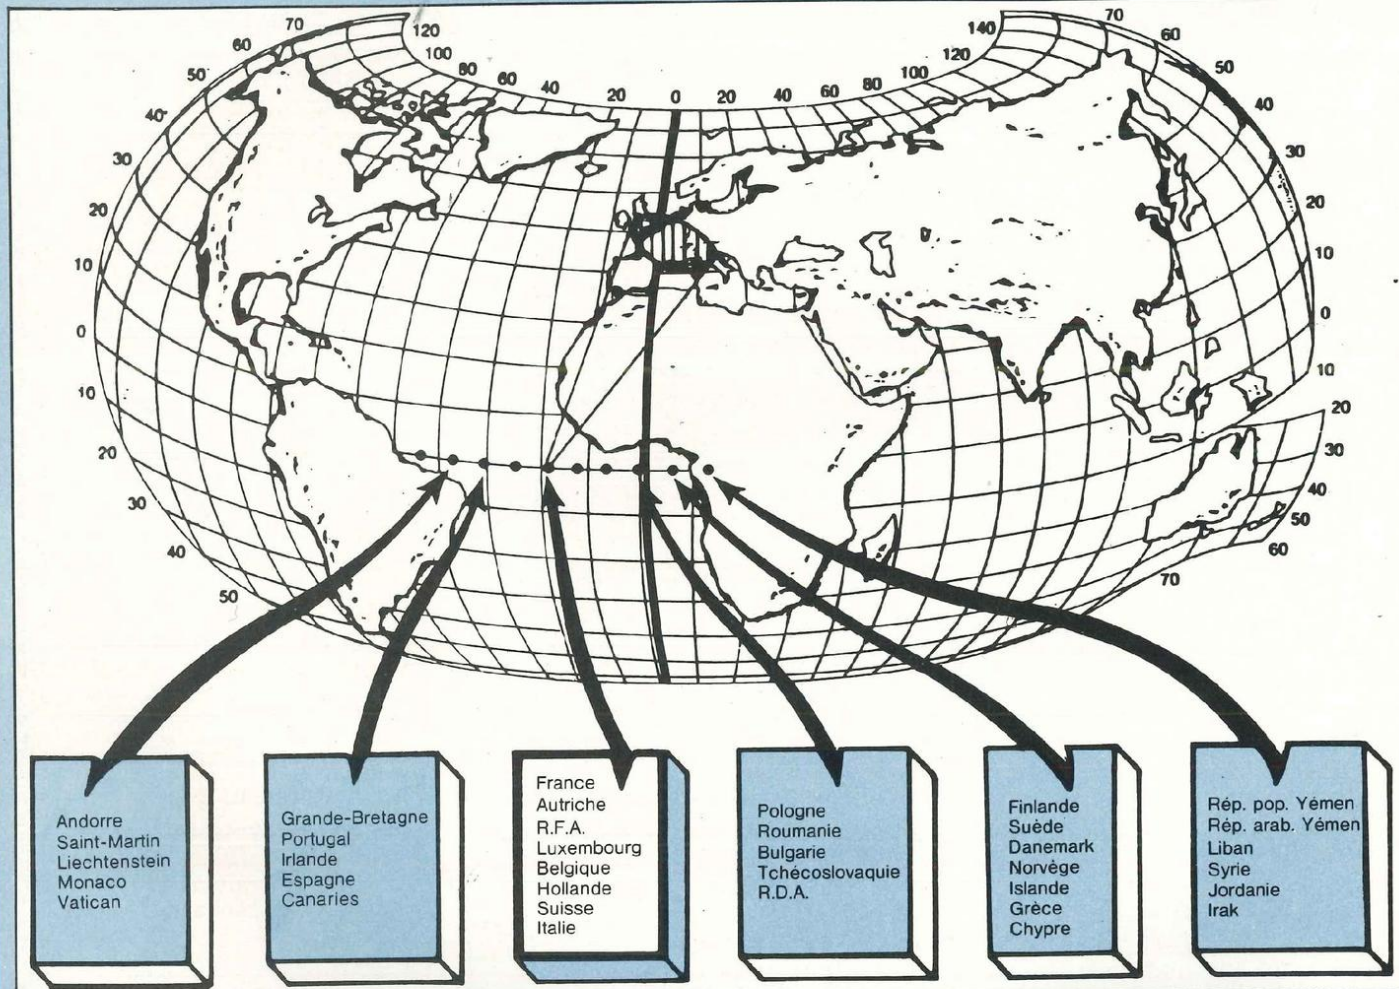 70
60
50
40
30
20
10
0
10
20
30
40
50
120
100
80
60
40
20
0
20
40
60
80
100
120
140
70
60
50
40
30
20
10
0
10
20
30
40
50
60
70
Andorre
Saint-Martin
Liechtenstein
Monaco
Vatican
Grande-Bretagne
Portugal
Irlande
Espagne
Canaries
France
Autriche
R.F.A.
Luxembourg
Belgique
Hollande
Suisse
Italie
Pologne
Roumanie
Bulgarie
Tchécoslovaquie
R.D.A.
Finlande
Suède
Danemark
Norvège
Islande
Grèce
Chypre
Rép. pop. Yémen
Rép. arab. Yémen
Liban
Syrie
Jordanie
Irak